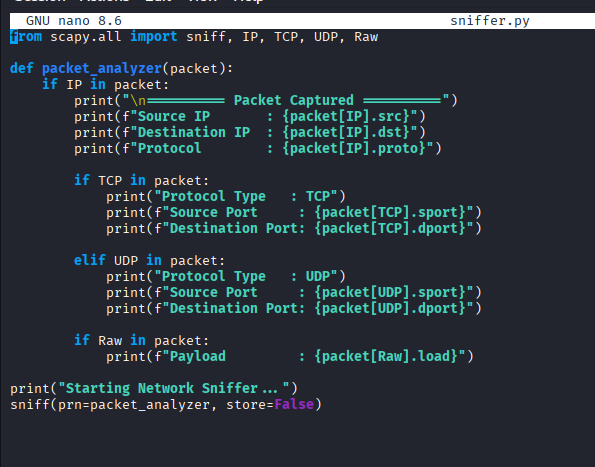 GNU nano 8.6 sniffer.py
from scapy.all import sniff, IP, TCP, UDP, Raw
def packet_analyzer(packet):
    if IP in packet:
        print("\n========== Packet Captured ==========")
        print(f"Source IP       : {packet[IP].src}")
        print(f"Destination IP  : {packet[IP].dst}")
        print(f"Protocol        : {packet[IP].proto}")
        if TCP in packet:
            print("Protocol Type   : TCP")
            print(f"Source Port     : {packet[TCP].sport}")
            print(f"Destination Port: {packet[TCP].dport}")
        elif UDP in packet:
            print("Protocol Type   : UDP")
            print(f"Source Port     : {packet[UDP].sport}")
            print(f"Destination Port: {packet[UDP].dport}")
        if Raw in packet:
            print(f"Payload         : {packet[Raw].load}")
print("Starting Network Sniffer...")
sniff(prn=packet_analyzer, store=False)